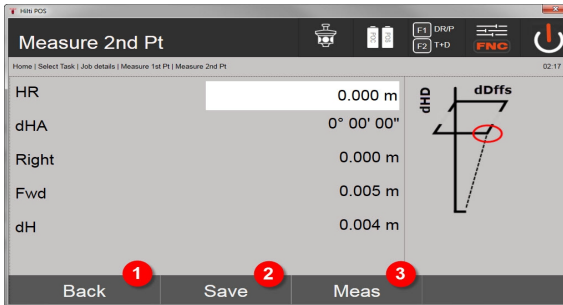 Hilti POS
Measure 2nd Pt
POC
POS
F1 DR/P
F2 T+D
FNC
Home | Select Task | Job details | Measure 1st Pt | Measure 2nd Pt
02:17
HR 0.000 m
dHA 0° 00' 00"
Right 0.000 m
Fwd 0.005 m
dH 0.004 m
dHD
dDffs
1
2
3
Back Save Meas